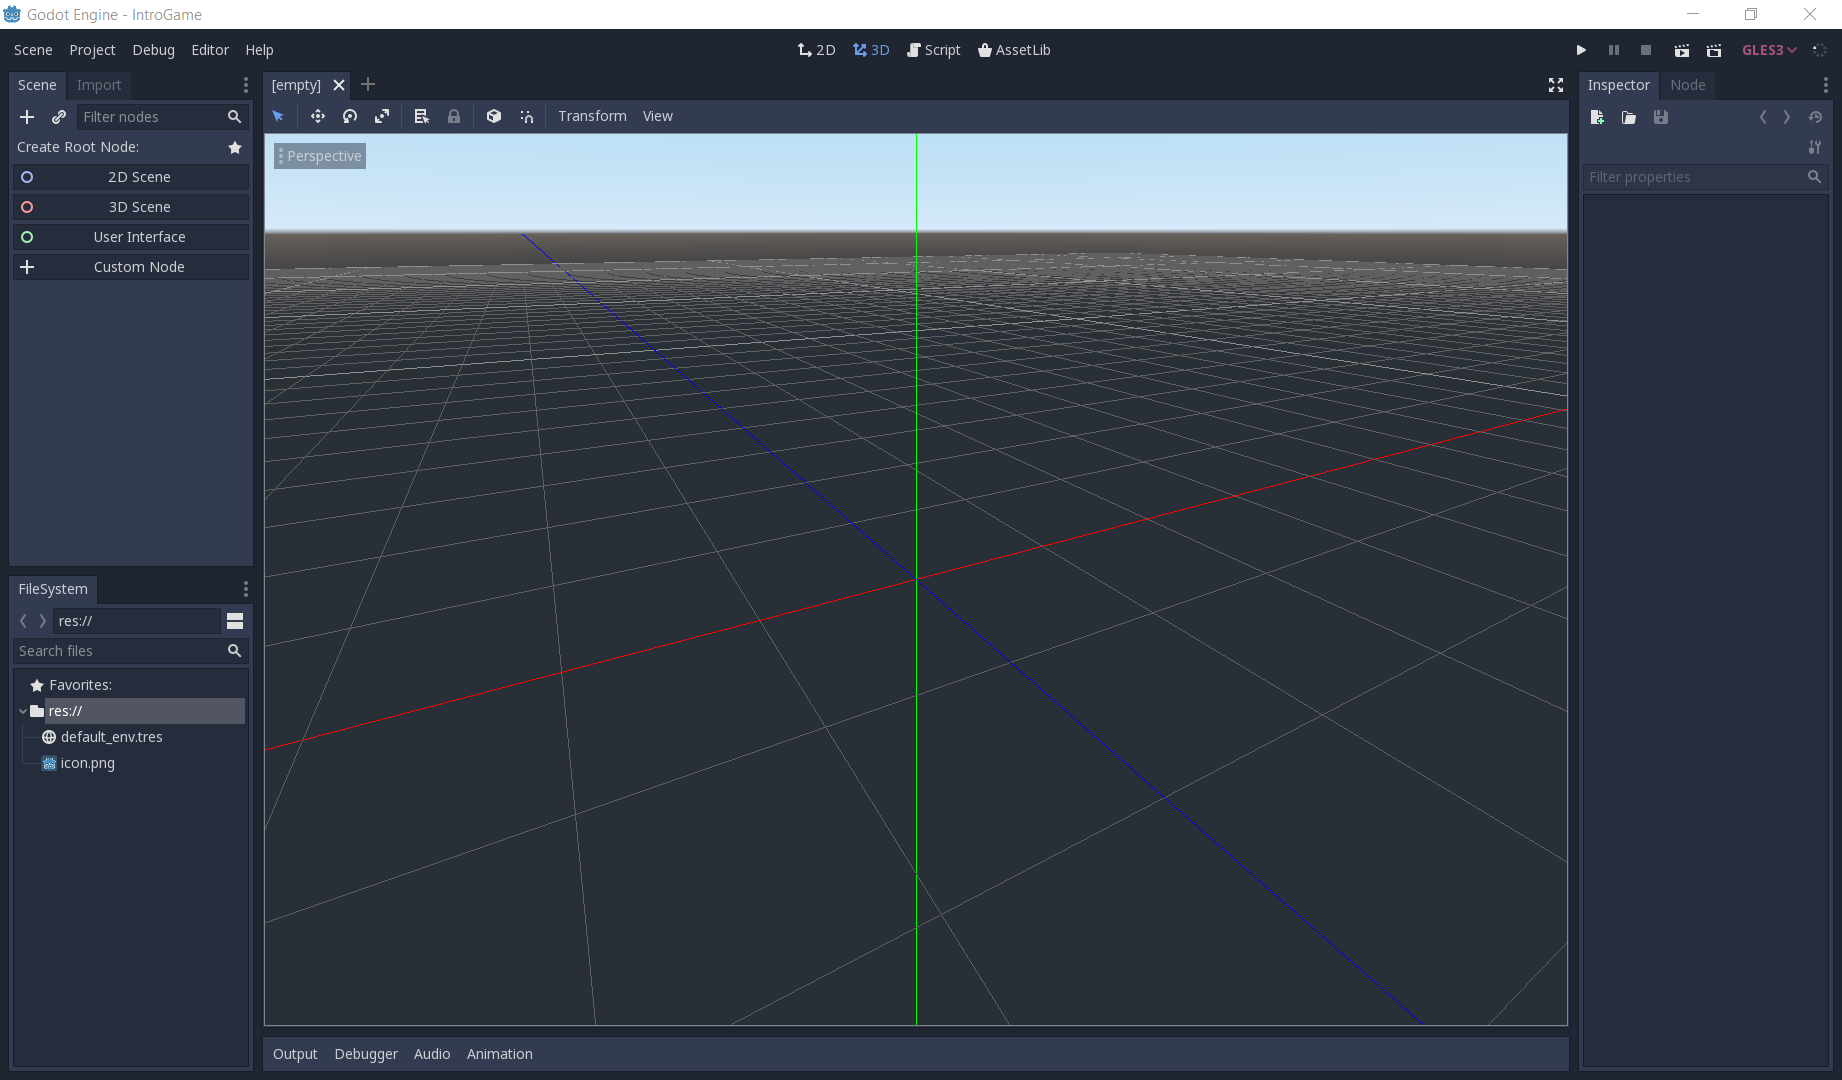 Godot Engine - IntroGame
Scene Project Debug Editor Help
2D 3D Script AssetLib
GLES3
Scene Import
Filter nodes
Create Root Node:
2D Scene
3D Scene
User Interface
Custom Node
FileSystem
res://
Search files
Favorites:
res://
default_env.tres
icon.png
[empty]
Transform View
Perspective
Output Debugger Audio Animation
Inspector Node
Filter properties